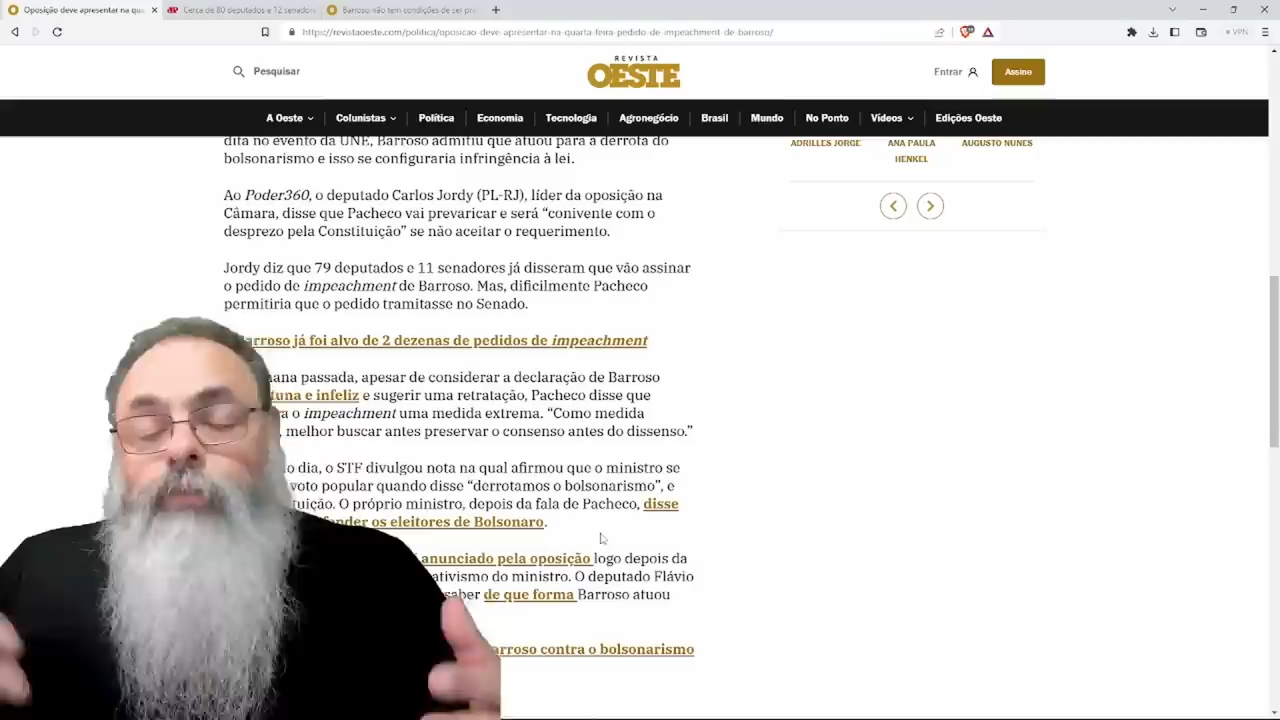 Oposição deve apresentar na qua
Cerca de 80 deputados e 12 senadore
Barroso não tem condições de ser pre
https://revistaoeste.com/politica/oposicao-deve-apresentar-na-quarta-feira-pedido-de-impeachment-de-barroso/
VPN
Pesquisar
REVISTA
OESTE
Entrar
Assine
A Oeste
Colunistas
Política
Economia
Tecnologia
Agronegócio
Brasil
Mundo
No Ponto
Vídeos
Edições Oeste
dita no evento da UNE, Barroso admitiu que atuou para a derrota do
bolsonarismo e isso se configuraria infringência à lei.
ADRILLES JORGE
ANA PAULA
HENKEL
AUGUSTO NUNES
Ao Poder360, o deputado Carlos Jordy (PL-RJ), líder da oposição na
Câmara, disse que Pacheco vai prevaricar e será “conivente com o
desprezo pela Constituição” se não aceitar o requerimento.
Jordy diz que 79 deputados e 11 senadores já disseram que vão assinar
o pedido de impeachment de Barroso. Mas, dificilmente Pacheco
permitiria que o pedido tramitasse no Senado.
rroso já foi alvo de 2 dezenas de pedidos de impeachment
ana passada, apesar de considerar a declaração de Barroso
tuna e infeliz e sugerir uma retratação, Pacheco disse que
a o impeachment uma medida extrema. “Como medida
, melhor buscar antes preservar o consenso antes do dissenso.”
o dia, o STF divulgou nota na qual afirmou que o ministro se
voto popular quando disse “derrotamos o bolsonarismo”, e
tuição. O próprio ministro, depois da fala de Pacheco, disse
ender os eleitores de Bolsonaro.
anunciado pela oposição logo depois da
ativismo do ministro. O deputado Flávio
saber de que forma Barroso atuou
arroso contra o bolsonarismo